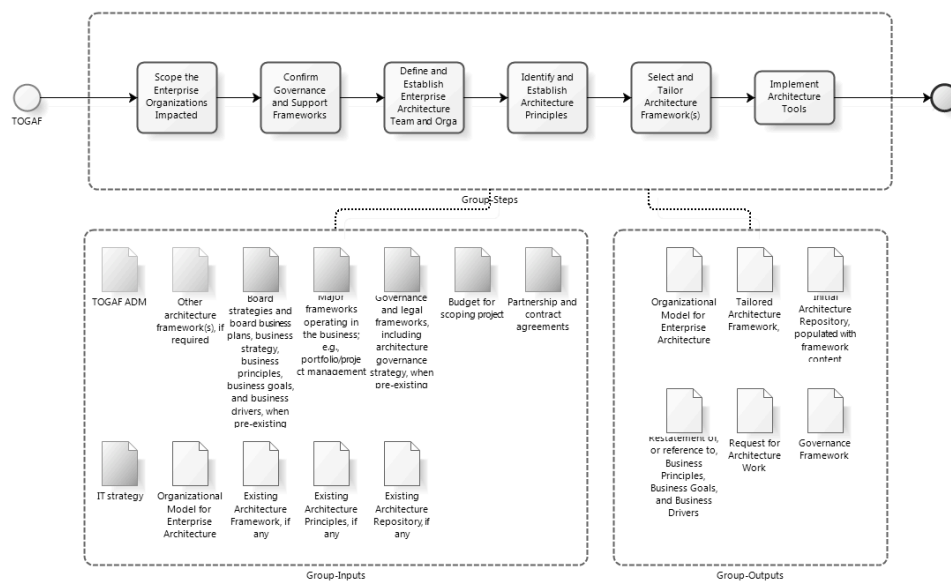 Scope the
Enterprise
Organizations
Impacted
Confirm
Governance
and Support
Frameworks
Define and
Establish
Enterprise
Architecture
Team and Orga
Identify and
Establish
Architecture
Principles
Select and
Tailor
Architecture
Framework(s)
Implement
Architecture
Tools
TOGAF
Group-Steps
TOGAF ADM
Other
architecture
framework(s), if
required
Board
strategies and
board business
plans, business
strategy,
business
principles,
business goals,
and business
drivers, when
pre-existing
Major
frameworks
operating in
the business;
e.g.,
portfolio/proje
ct management
Governance
and legal
frameworks,
including
architecture
governance
strategy, when
pre-existing
Budget for
scoping project
Partnership and
contract
agreements
IT strategy
Organizational
Model for
Enterprise
Architecture
Existing
Architecture
Framework, if
any
Existing
Architecture
Principles, if
any
Existing
Architecture
Repository, if
any
Group-Inputs
Organizational
Model for
Enterprise
Architecture
Tailored
Architecture
Framework,
Initial
Architecture
Repository,
populated with
framework
content
Restatement of,
or reference to,
Business
Principles,
Business Goals,
and Business
Drivers
Request for
Architecture
Work
Governance
Framework
Group-Outputs